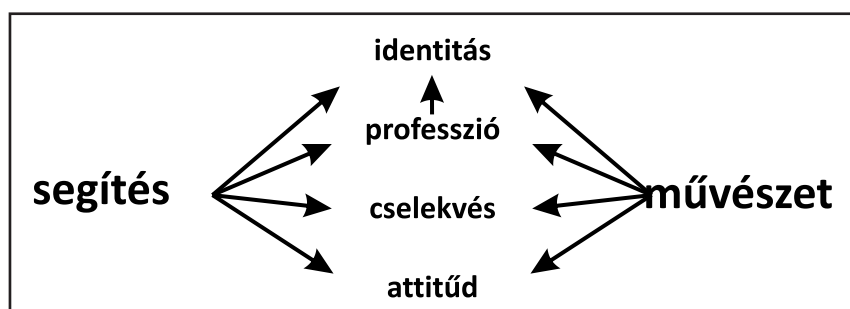 identitás
professzió
segítés
művészet
cselekvés
attitűd